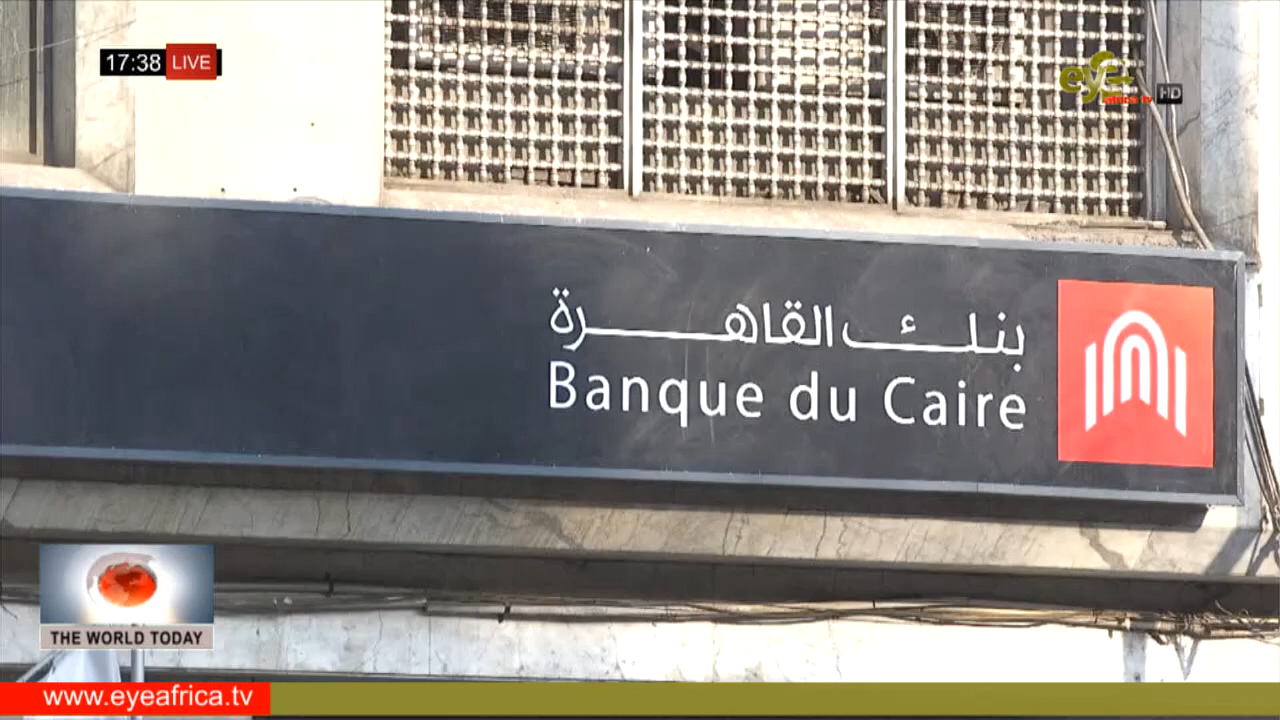 17:38 LIVE
eye
africa tv HD
بنك القاهرة
Banque du Caire
THE WORLD TODAY
www.eyeafrica.tv